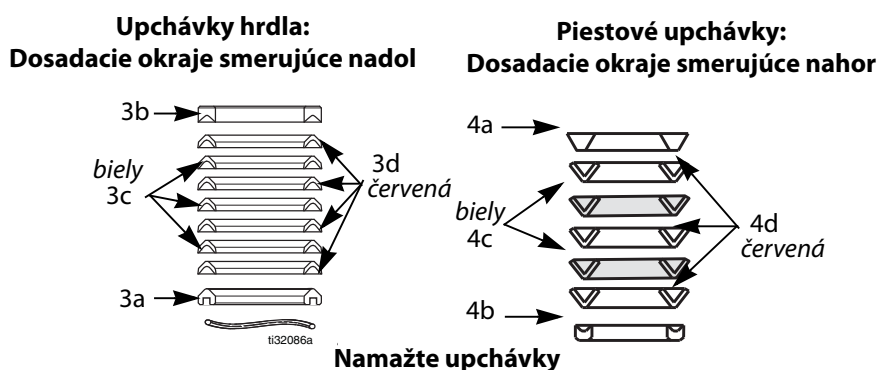 Upchávky hrdla:
Dosadacie okraje smerujúce nadol
3b
biely
3c
3d
červená
3a
ti32086a
Piestové upchávky:
Dosadacie okraje smerujúce nahor
4a
biely
4c
4d
červená
4b
Namažte upchávky